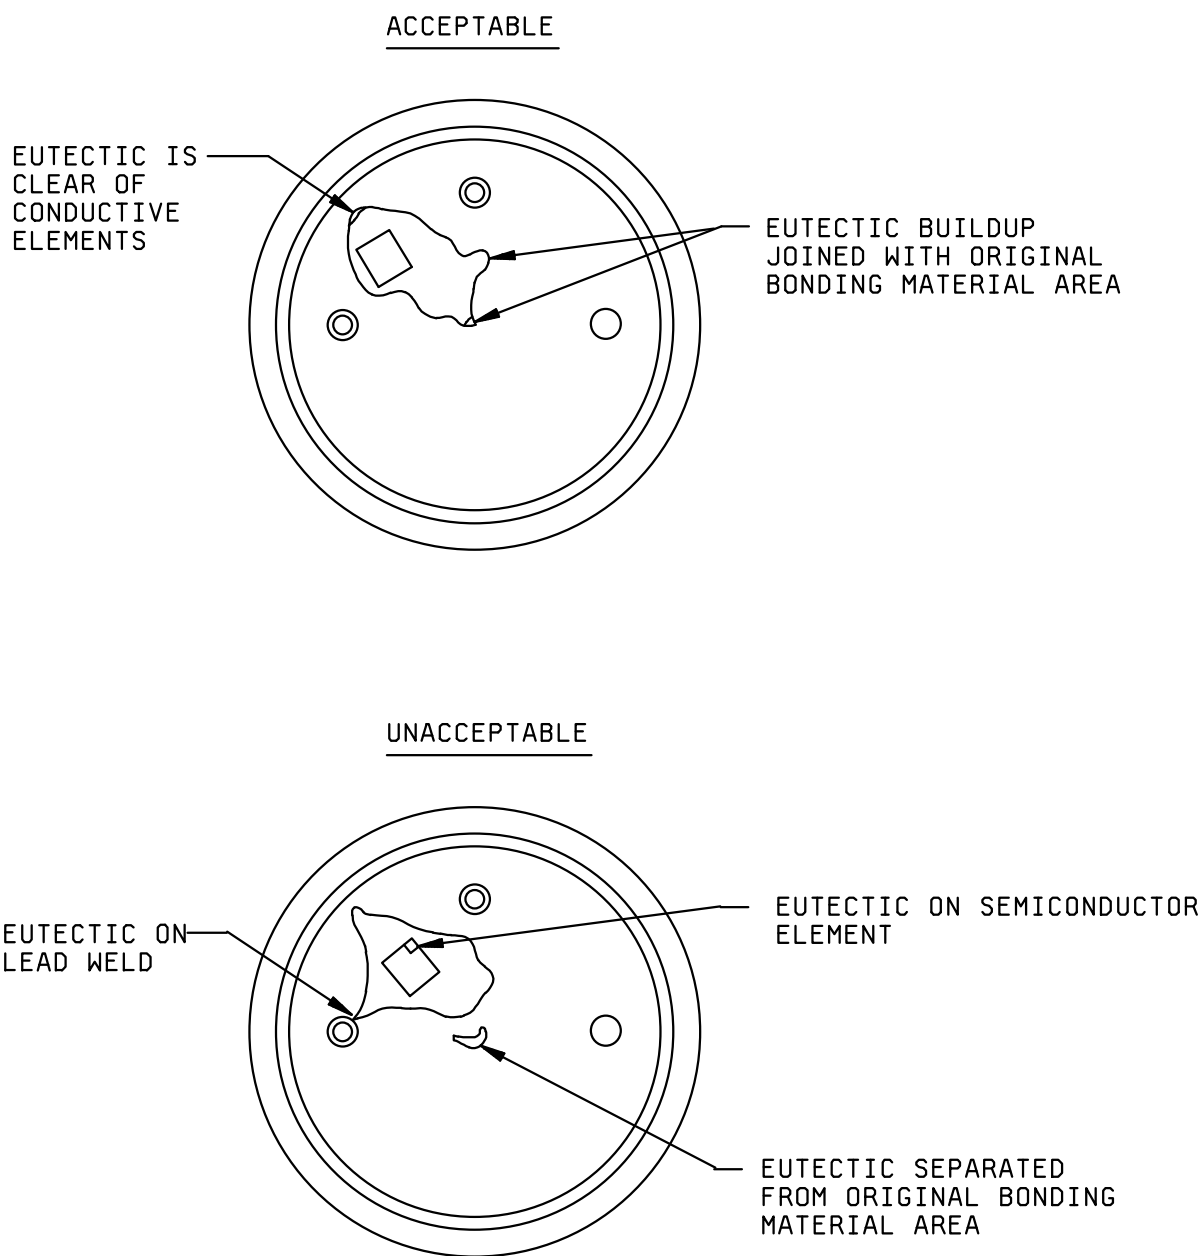 ACCEPTABLE
EUTECTIC IS
CLEAR OF
CONDUCTIVE
ELEMENTS
EUTECTIC BUILDUP
JOINED WITH ORIGINAL
BONDING MATERIAL AREA
UNACCEPTABLE
EUTECTIC ON SEMICONDUCTOR
ELEMENT
EUTECTIC ON
LEAD WELD
EUTECTIC SEPARATED
FROM ORIGINAL BONDING
MATERIAL AREA